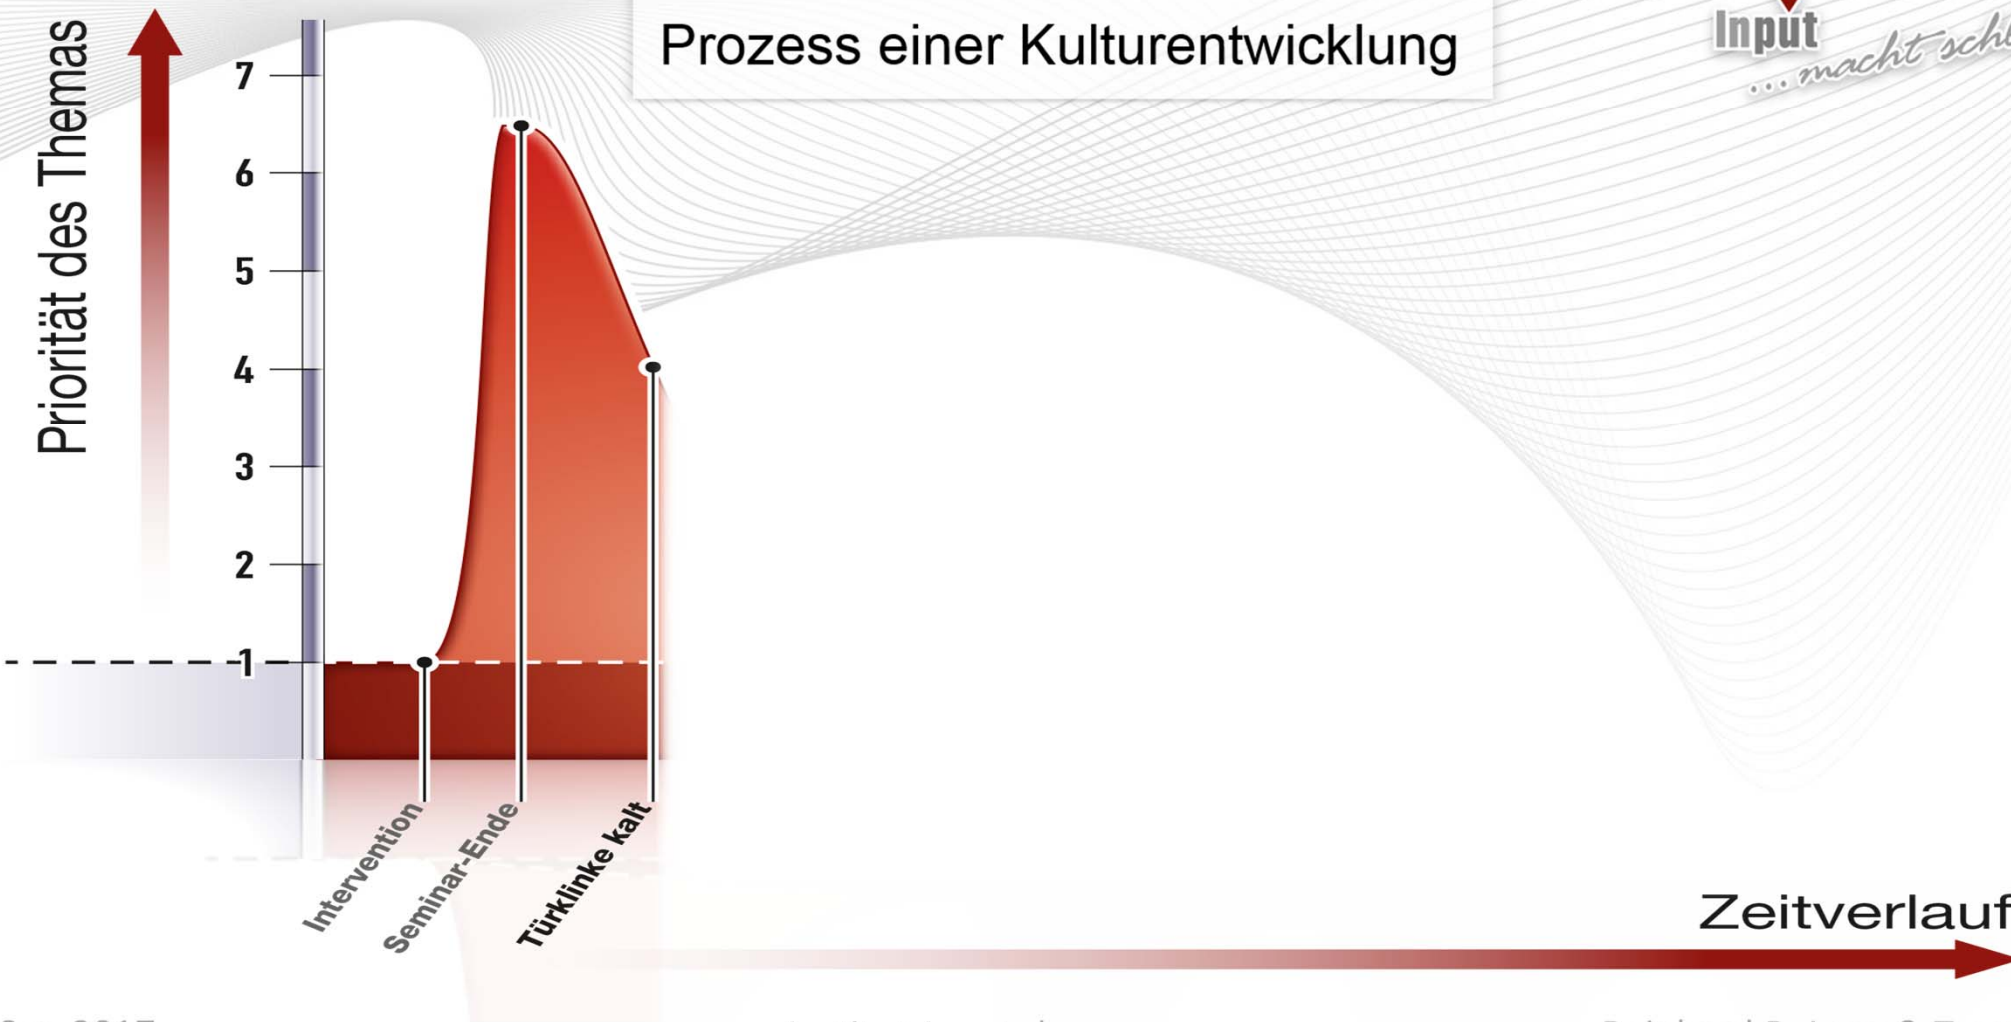 Prozess einer Kulturentwicklung
Input
... macht
Priorität des Themas
7
6
5
4
3
2
1
Intervention
Seminar-Ende
Türklinke kalt
Zeitverlauf